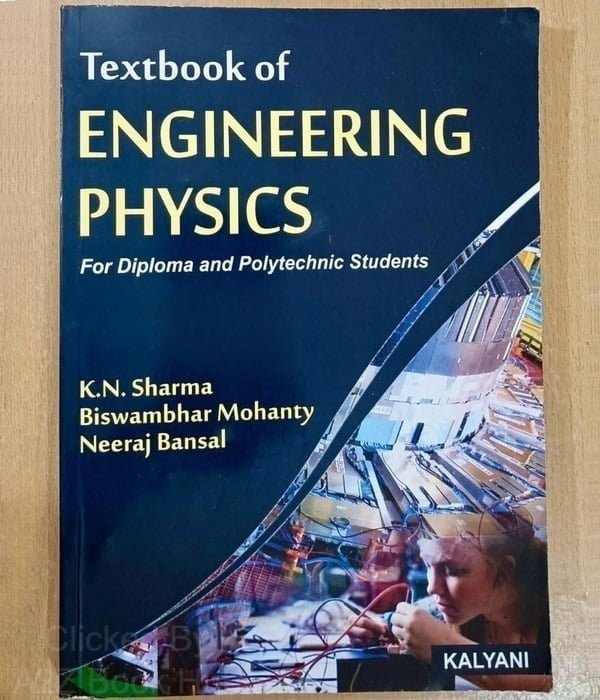 Textbook of
ENGINEERING
PHYSICS
For Diploma and Polytechnic Students
K.N. Sharma
Biswambhar Mohanty
Neeraj Bansal
KALYANI